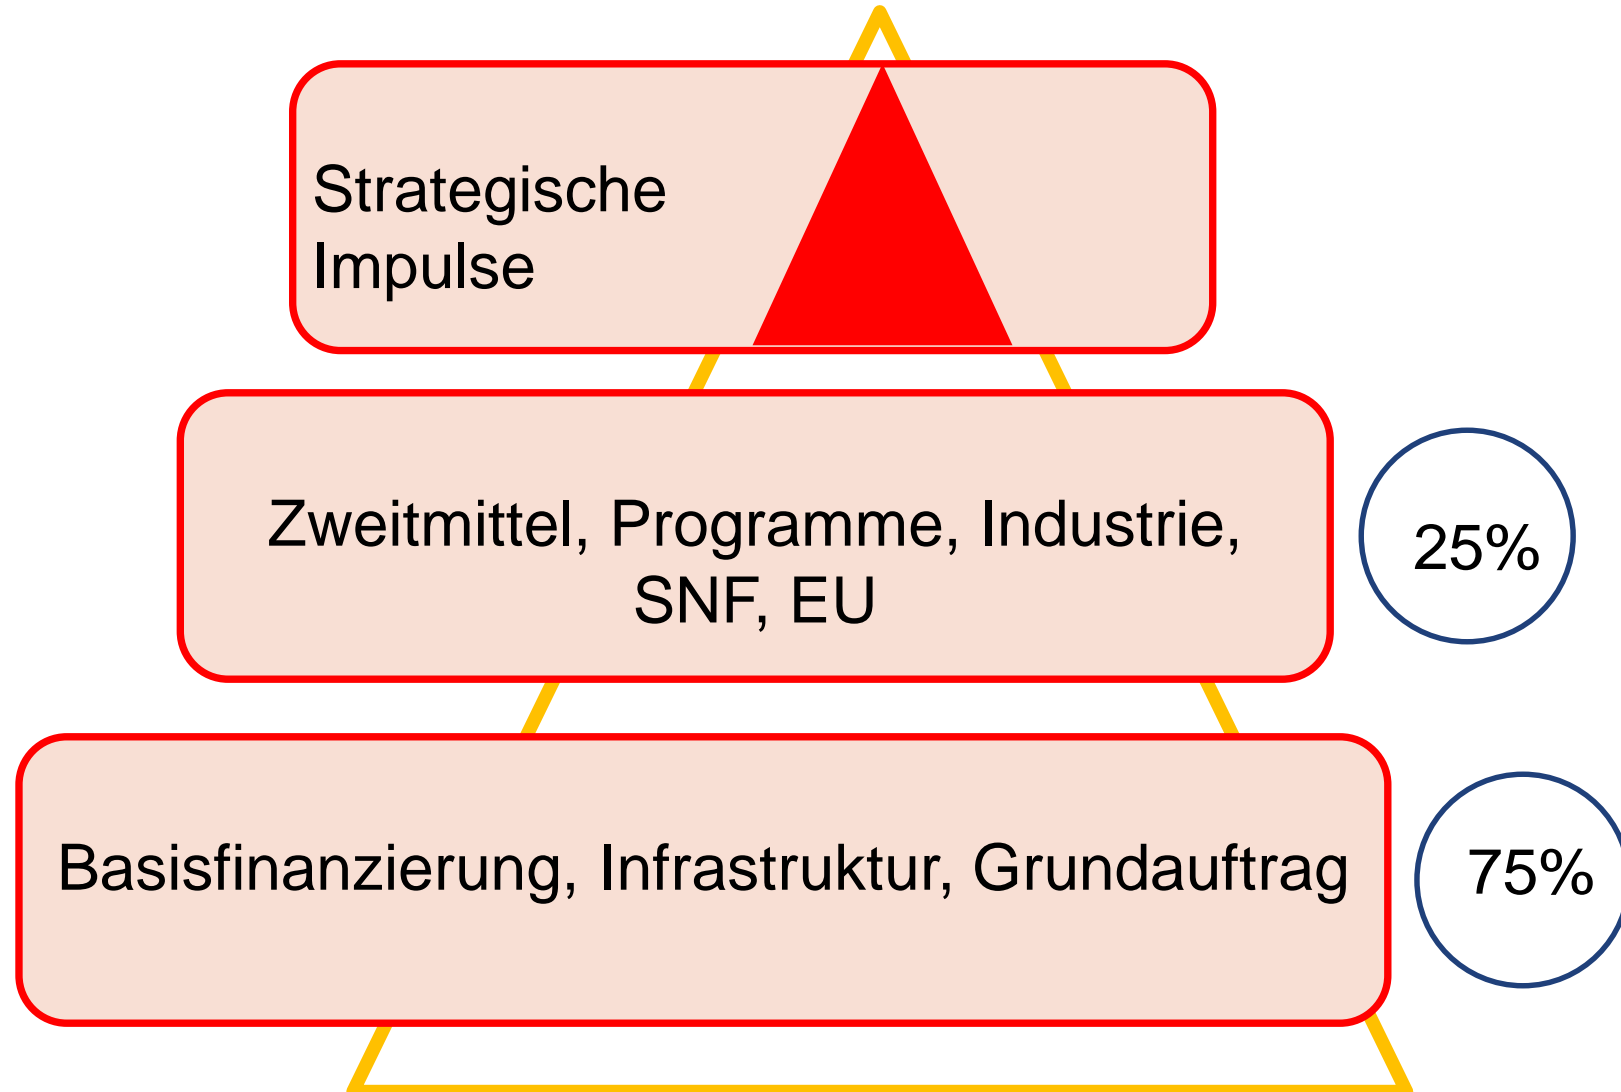 Strategische
Impulse
Zweitmittel, Programme, Industrie,
SNF, EU
25%
Basisfinanzierung, Infrastruktur, Grundauftrag
75%